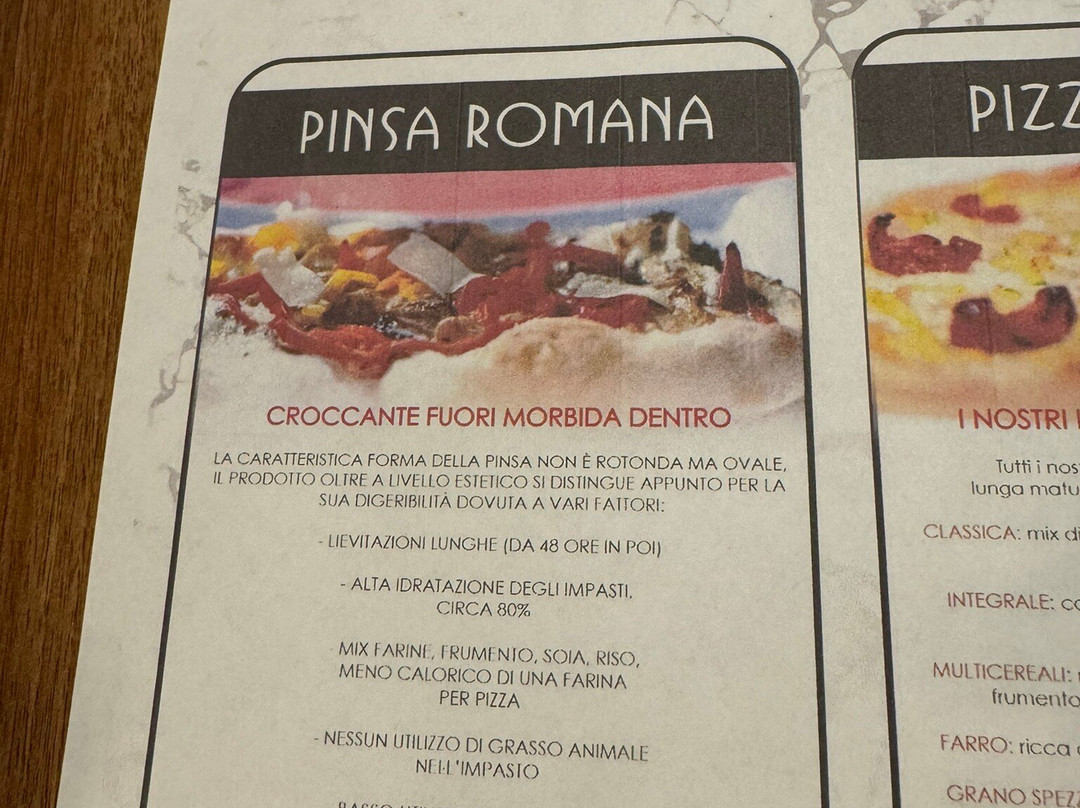 PINSA ROMANA
CROCCANTE FUORI MORBIDA DENTRO
LA CARATTERISTICA FORMA DELLA PINSA NON È ROTONDA MA OVALE,
IL PRODOTTO OLTRE A LIVELLO ESTETICO SI DISTINGUE APPUNTO PER LA
SUA DIGERIBILITÀ DOVUTA A VARI FATTORI:
- LIEVITAZIONI LUNGHE (DA 48 ORE IN POI)
- ALTA IDRATAZIONE DEGLI IMPASTI,
CIRCA 80%
- MIX FARINE, FRUMENTO, SOIA, RISO,
MENO CALORICO DI UNA FARINA
PER PIZZA
- NESSUN UTILIZZO DI GRASSO ANIMALE
NELL'IMPASTO
PIZZ
I NOSTRI
Tutti i nos
lunga matu
CLASSICA: mix di
INTEGRALE: co
MULTICEREALI:
frumento
FARRO: ricca
GRANO SPEZ